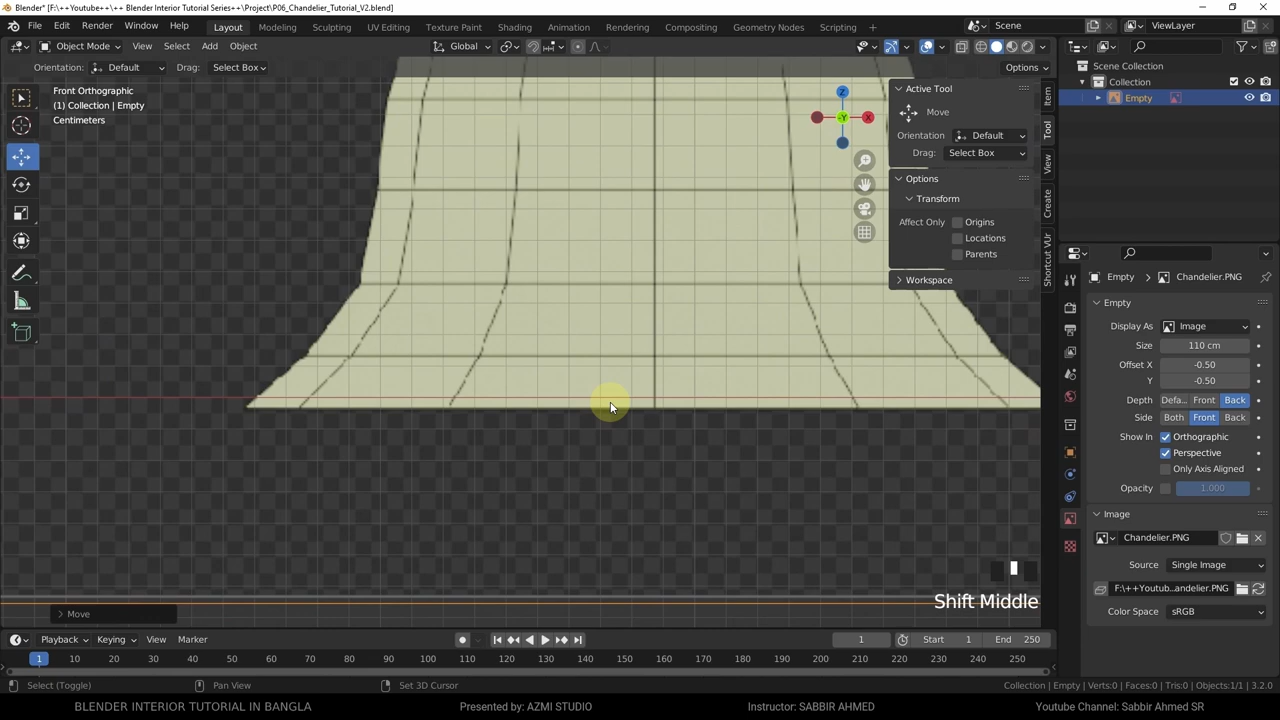 Blender* [F:\++Youtube\++ Blender Interior Tutorial Series++\Project\P06_Chandelier_Tutorial_V2.blend]
File Edit Render Window Help Layout Modeling Sculpting UV Editing Texture Paint Shading Animation Rendering Compositing Geometry Nodes Scripting + Scene ViewLayer
Object Mode View Select Add Object Global
Orientation: Default Drag: Select Box Options
Front Orthographic
(1) Collection | Empty
Centimeters
Z
X
-Y
Active Tool
Move
Orientation Default
Drag: Select Box
Options
Transform
Affect Only Origins
Locations
Parents
Workspace
Item
Tool
View
Create
Shortcut VUr
Scene Collection
Collection
Empty
Empty Chandelier.PNG
Empty
Display As Image
Size 110 cm
Offset X -0.50
Y -0.50
Depth Defa... Front Back
Side Both Front Back
Show In Orthographic
Perspective
Only Axis Aligned
Opacity 1.000
Image
Chandelier.PNG
Source Single Image
F:\++Youtub...andelier.PNG
Color Space sRGB
Shift Middle
Move
Playback Keying View Marker 1 Start 1 End 250
1 10 20 30 40 50 60 70 80 90 100 110 120 130 140 150 160 170 180 190 200 210 220 230 240 250
Select (Toggle) Pan View Set 3D Cursor Collection | Empty | Verts:0 | Faces:0 | Tris:0 | Objects:1/1 | 3.2.0
BLENDER INTERIOR TUTORIAL IN BANGLA Presented by: AZMI STUDIO Instructor: SABBIR AHMED Youtube Channel: Sabbir Ahmed SR